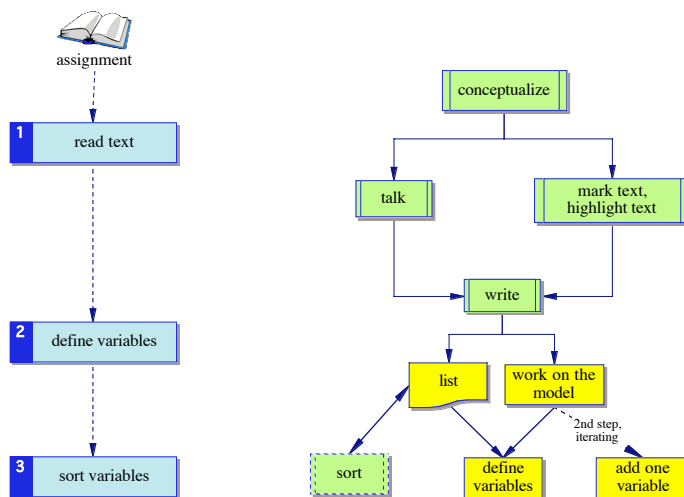 assignment
1
read text
2
define variables
3
sort variables
conceptualize
talk
mark text,
highlight text
write
list
work on the
model
2nd step,
iterating
sort
define
variables
add one
variable